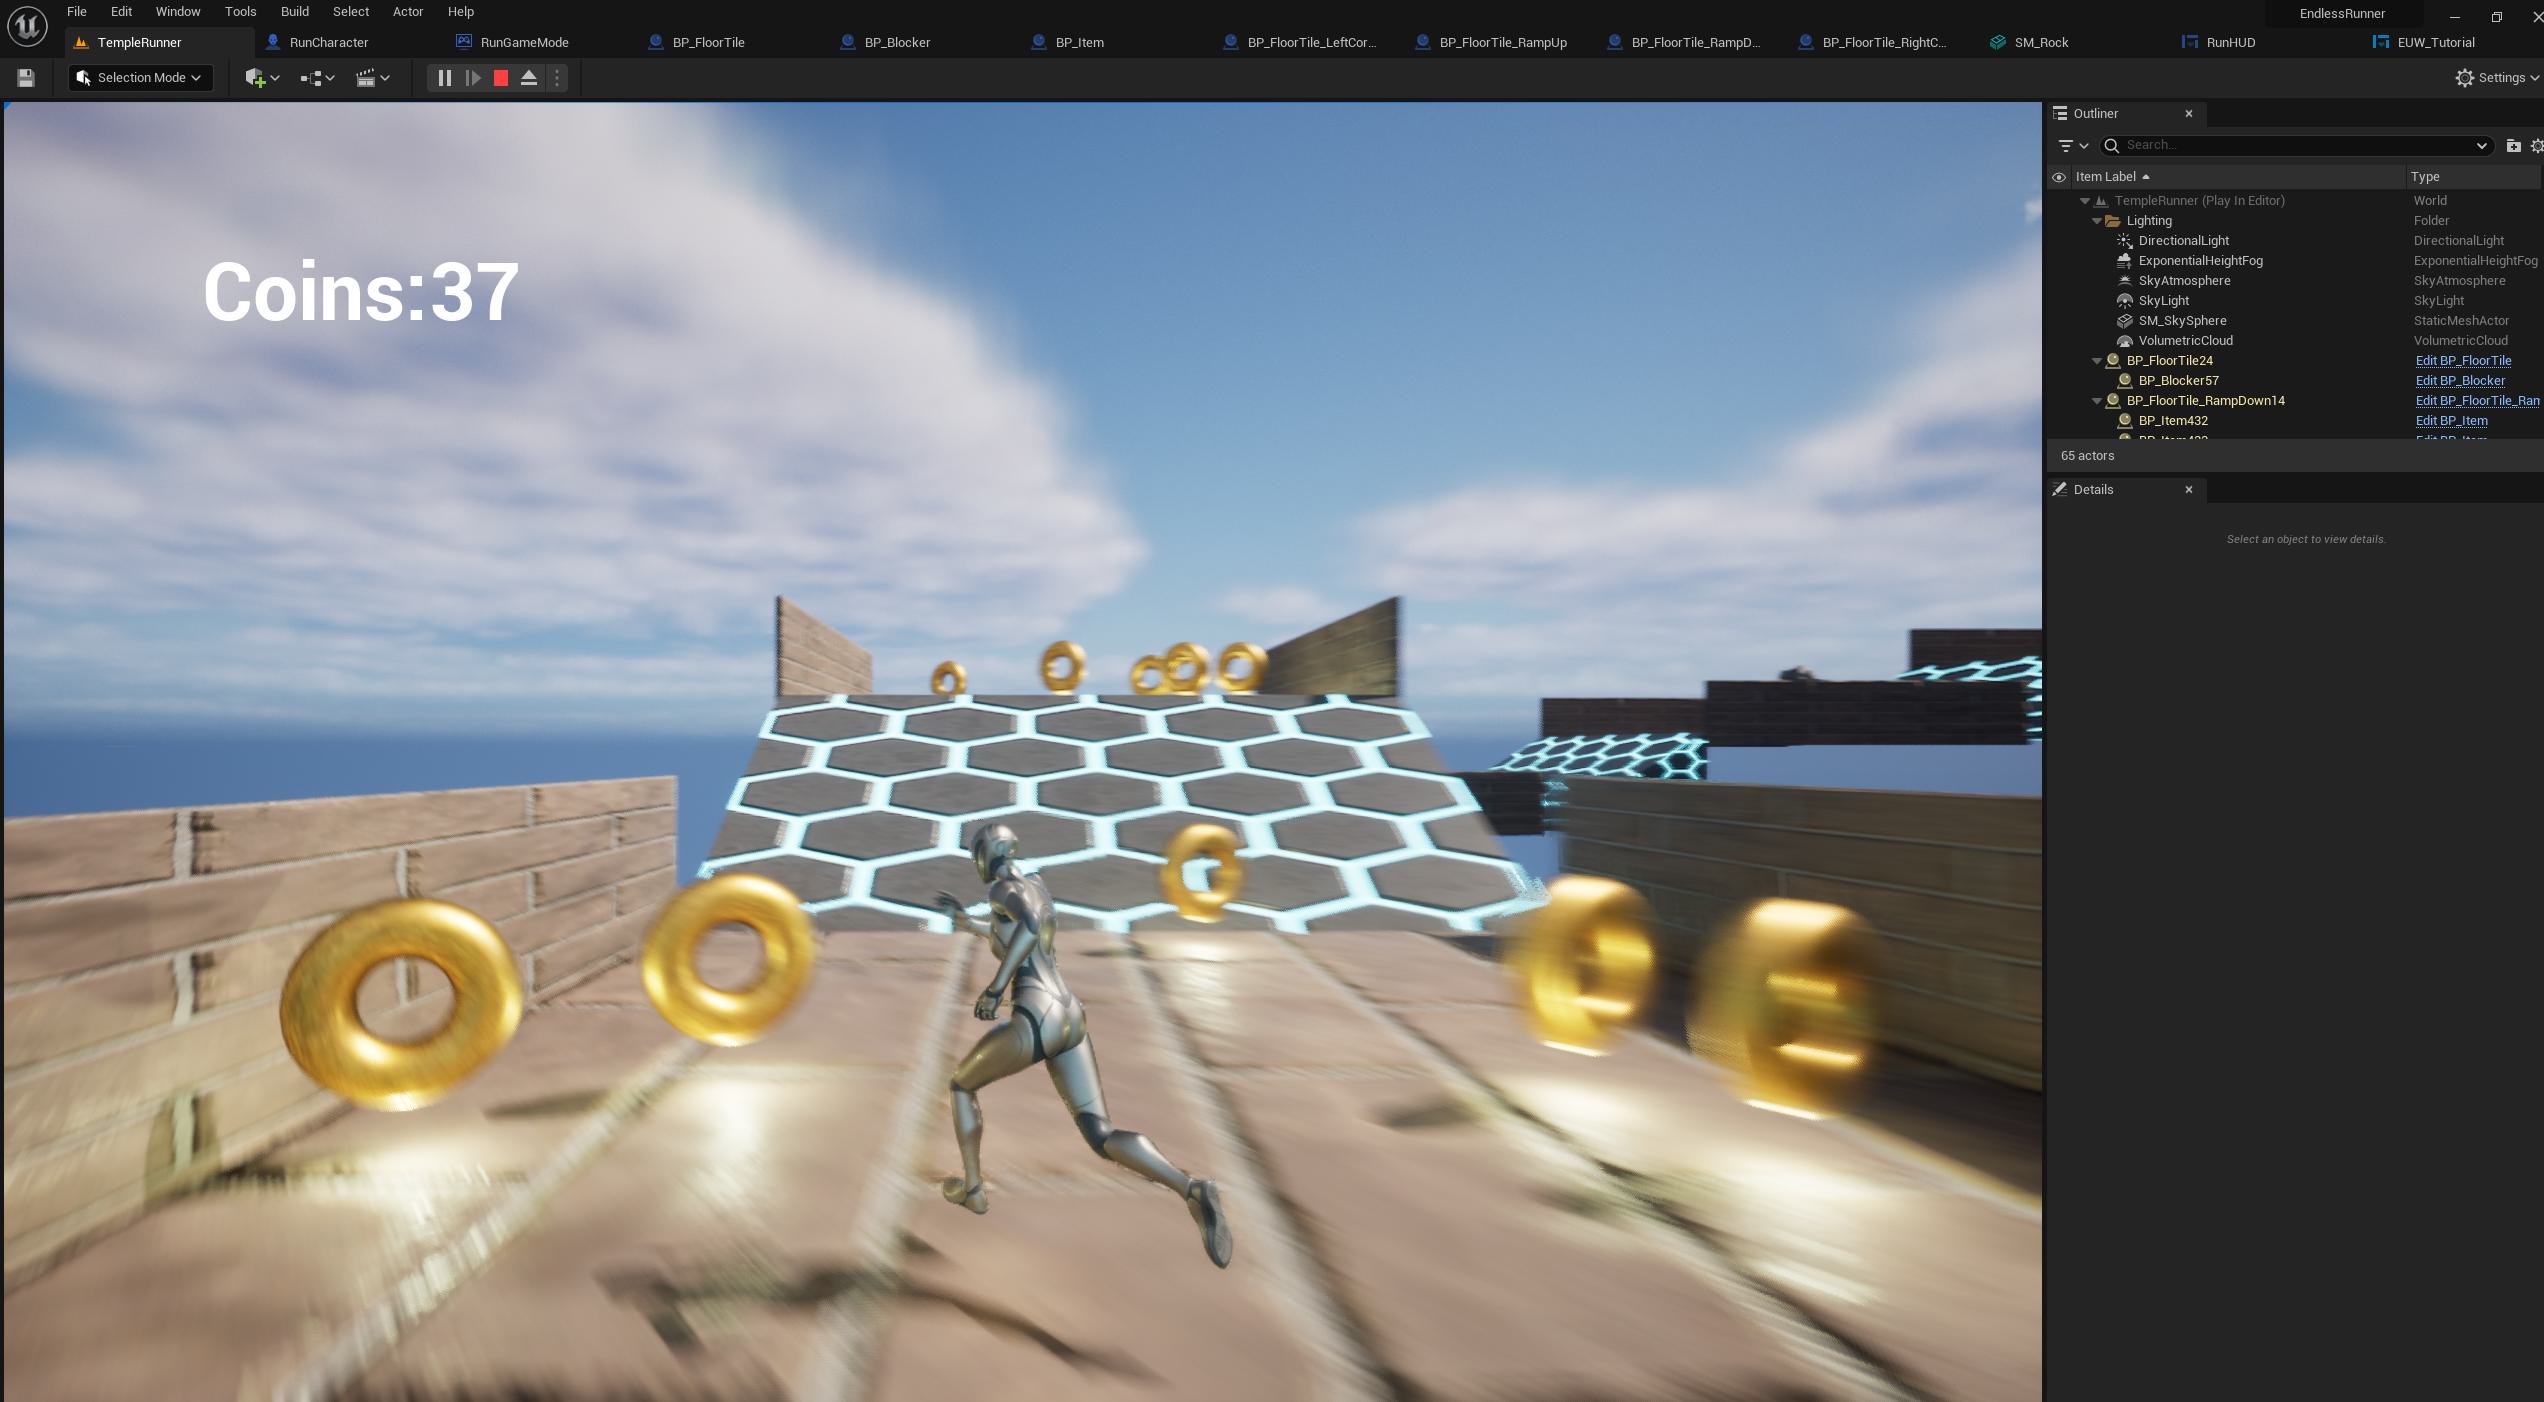 File Edit Window Tools Build Select Actor Help
EndlessRunner
TempleRunner RunCharacter RunGameMode BP_FloorTile BP_Blocker BP_Item BP_FloorTile_LeftCor... BP_FloorTile_RampUp BP_FloorTile_RampD... BP_FloorTile_RightC... SM_Rock RunHUD EUW_Tutorial
Selection Mode
Settings
Coins:37
Outliner
Search...
Item Label Type
TempleRunner (Play In Editor) World
Lighting Folder
DirectionalLight DirectionalLight
ExponentialHeightFog ExponentialHeightFog
SkyAtmosphere SkyAtmosphere
SkyLight SkyLight
SM_SkySphere StaticMeshActor
VolumetricCloud VolumetricCloud
BP_FloorTile24 Edit BP_FloorTile
BP_Blocker57 Edit BP_Blocker
BP_FloorTile_RampDown14 Edit BP_FloorTile_Ram
BP_Item432 Edit BP_Item
65 actors
Details
Select an object to view details.